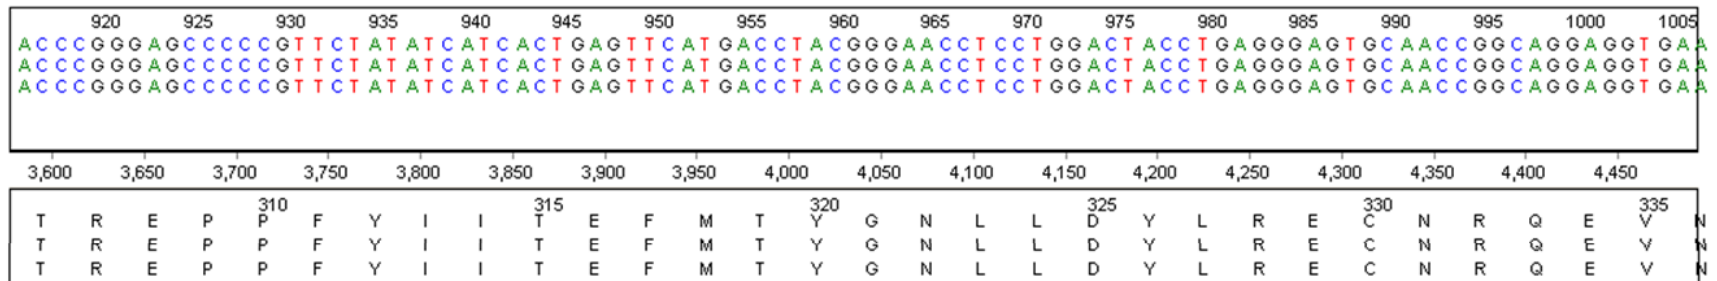 920 925 930 935 940 945 950 955 960 965 970 975 980 985 990 995 1000 1005
A C C C G G G A G C C C C C G T T C T A T A T C A T C A C T G A G T T C A T G A C C T A C G G G A A C C T C C T G G A C T A C C T G A G G G A G T G C A A C C G G C A G G A G G T G A A
A C C C G G G A G C C C C C G T T C T A T A T C A T C A C T G A G T T C A T G A C C T A C G G G A A C C T C C T G G A C T A C C T G A G G G A G T G C A A C C G G C A G G A G G T G A A
A C C C G G G A G C C C C C G T T C T A T A T C A T C A C T G A G T T C A T G A C C T A C G G G A A C C T C C T G G A C T A C C T G A G G G A G T G C A A C C G G C A G G A G G T G A A
3,600 3,650 3,700 3,750 3,800 3,850 3,900 3,950 4,000 4,050 4,100 4,150 4,200 4,250 4,300 4,350 4,400 4,450
310 315 320 325 330 335
T R E P P F Y I I T E F M T Y G N L L D Y L R E C N R Q E V N
T R E P P F Y I I T E F M T Y G N L L D Y L R E C N R Q E V N
T R E P P F Y I I T E F M T Y G N L L D Y L R E C N R Q E V N